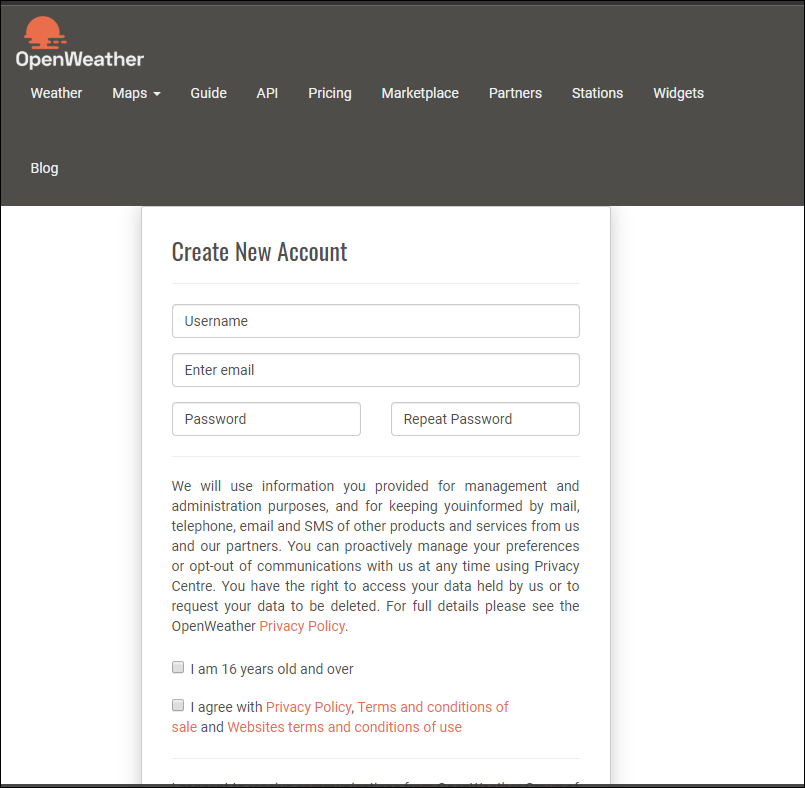 OpenWeather
Weather Maps Guide API Pricing Marketplace Partners Stations Widgets
Blog
Create New Account
Username
Enter email
Password Repeat Password
We will use information you provided for management and
administration purposes, and for keeping youinformed by mail,
telephone, email and SMS of other products and services from us
and our partners. You can proactively manage your preferences
or opt-out of communications with us at any time using Privacy
Centre. You have the right to access your data held by us or to
request your data to be deleted. For full details please see the
OpenWeather Privacy Policy.
I am 16 years old and over
I agree with Privacy Policy, Terms and conditions of
sale and Websites terms and conditions of use